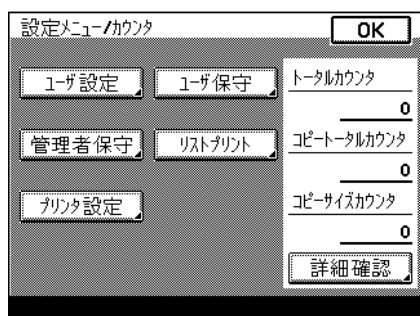 設定ﾒﾆｭｰ/ｶｳﾝﾀ
OK
ﾕｰｻﾞ設定
ﾕｰｻﾞ保守
ﾄｰﾀﾙｶｳﾝﾀ
0
管理者保守
ﾘｽﾄﾌﾟﾘﾝﾄ
ｺﾋﾟｰﾄｰﾀﾙｶｳﾝﾀ
0
ﾌﾟﾘﾝﾀ設定
ｺﾋﾟｰｻｲｽﾞｶｳﾝﾀ
0
詳細確認